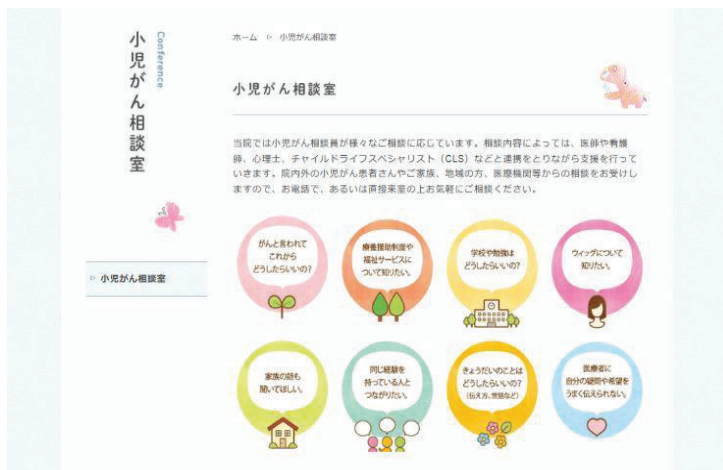 小児がん相談室
Conference
ホーム ▷ 小児がん相談室
小児がん相談室
当院では小児がん相談員が様々なご相談に応じています。相談内容によっては、医師や看護
師、心理士、チャイルドライフスペシャリスト（CLS）などと連携をとりながら支援を行って
いきます。院内外の小児がん患者さんやご家族、地域の方、医療機関等からの相談をお受けし
ますので、お電話で、あるいは直接来室の上お気軽にご相談ください。
▷ 小児がん相談室
がんと言われて
これから
どうしたらいいの?
療養援助制度や
福祉サービスに
ついて知りたい。
学校や勉強は
どうしたらいいの?
ウィッグについて
知りたい。
家族の話も
聞いてほしい。
同じ経験を
持っている人と
つながりたい。
きょうだいのことは
どうしたらいいの?
(伝え方、世話など)
医療者に
自分の疑問や希望を
うまく伝えられない。